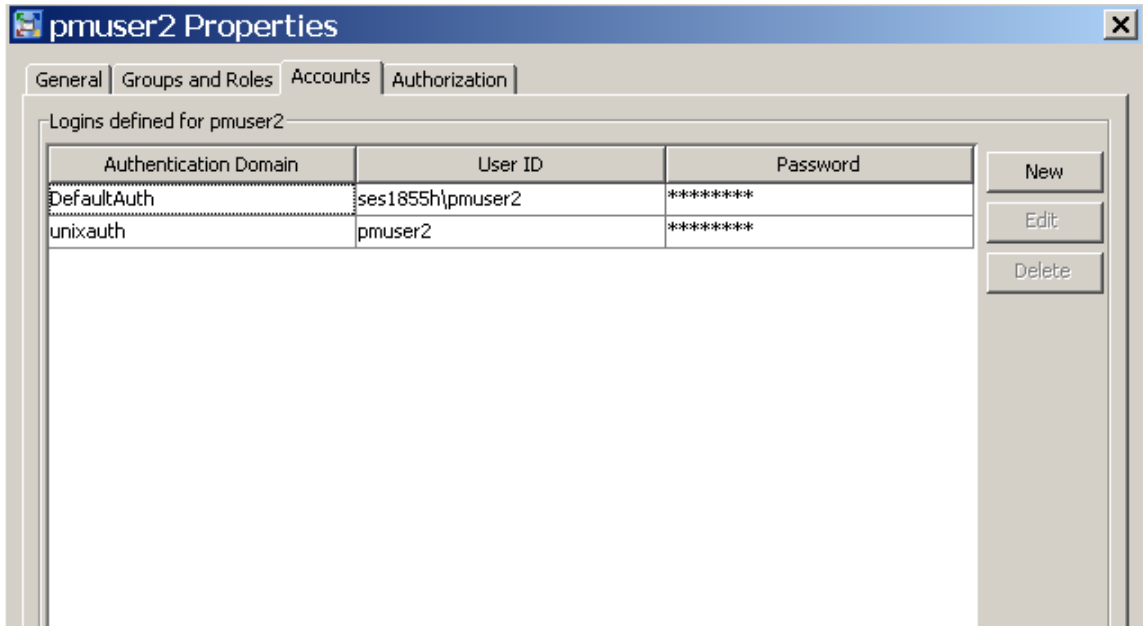 pmuser2 Properties
General Groups and Roles Accounts Authorization
Logins defined for pmuser2
Authentication Domain User ID Password
New
DefaultAuth ses1855h\pmuser2 ********
Edit
unixauth pmuser2 ********
Delete